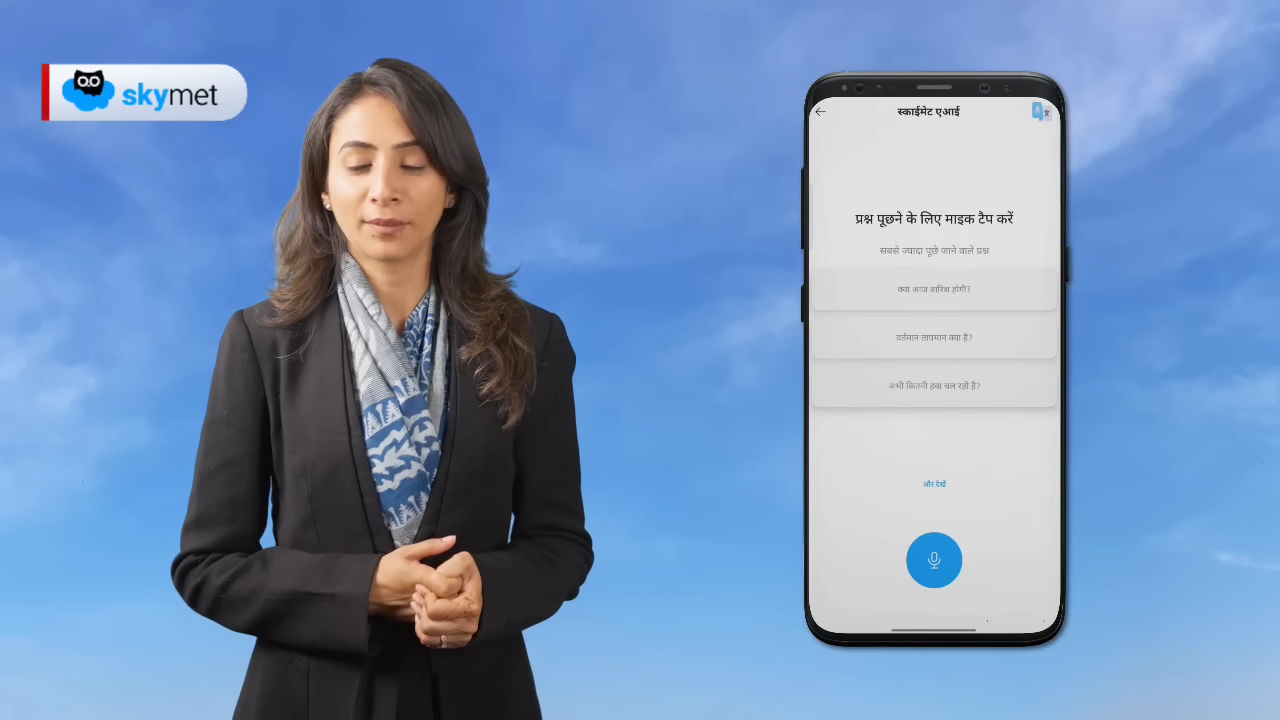 skymet
स्काईमेट एआई
प्रश्न पूछने के लिए माइक टैप करें
सबसे ज्यादा पूछे जाने वाले प्रश्न
क्या आज बारिश होगी?
वर्तमान तापमान क्या है?
अभी कितनी हवा चल रही है?
और देखें